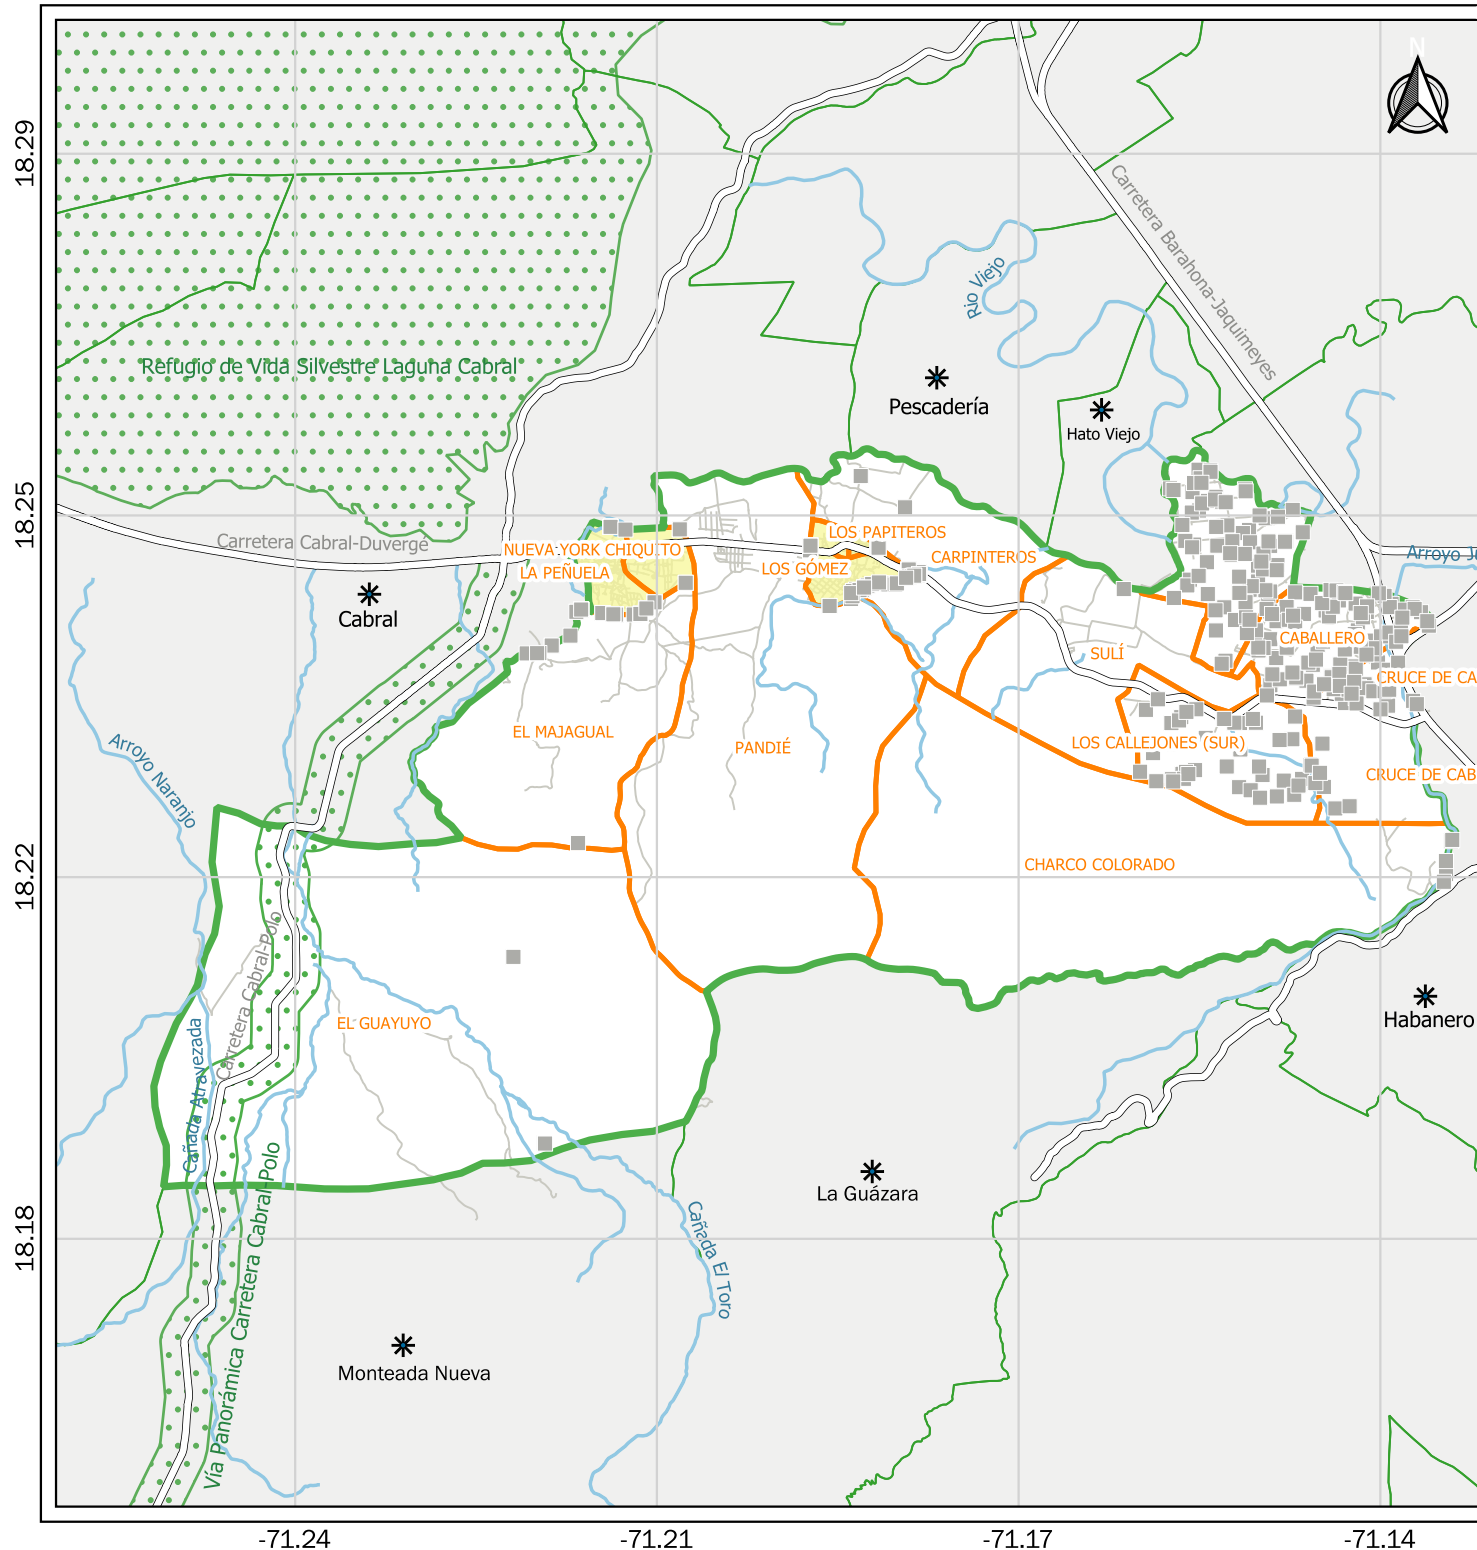 N
18.29
Carretera Barahona-Jaquimeyes
Rio Viejo
Refugio de Vida Silvestre Laguna Cabral
Pescadería
Hato Viejo
18.25
Carretera Cabral-Duvergé
NUEVA YORK CHIQUITO
LOS PAPITEROS
CARPINTEROS
Arroyo Ju
LA PEÑUELA
LOS GÓMEZ
Cabral
CABALLERO
SULÍ
CRUCE DE CA
EL MAJAGUAL
PANDIÉ
LOS CALLEJONES (SUR)
CRUCE DE CAB
Arroyo Naranjo
CHARCO COLORADO
18.22
Carretera Cabral-Polo
EL GUAYUYO
Habanero
Cañada Atravezada
La Guázara
Cañada El Toro
18.18
Vía Panorámica Carretera Cabral-Polo
Monteada Nueva
-71.24
-71.21
-71.17
-71.14